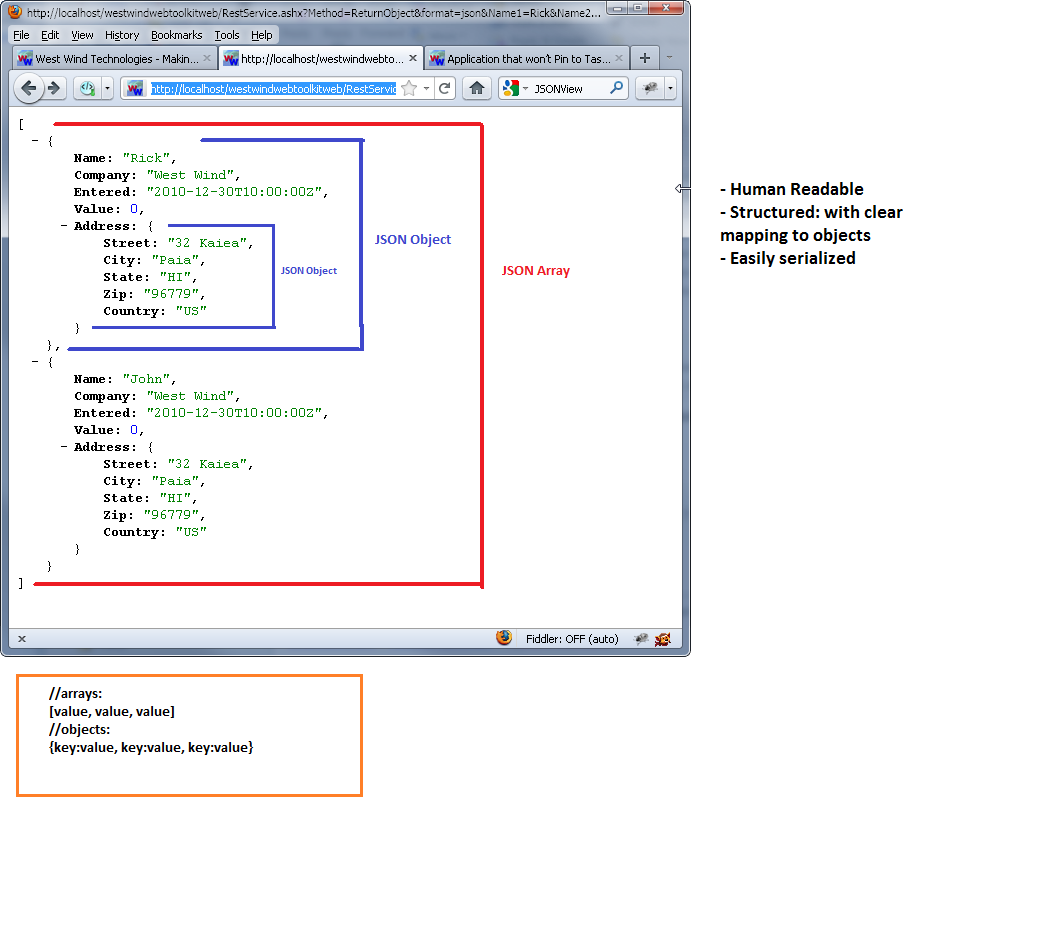 http://localhost/westwindwebtoolkitweb/RestService.ashx?Method=ReturnObject&format=json&Name1=Rick&Name2...
File Edit View History Bookmarks Tools Help
West Wind Technologies - Makin... http://localhost/westwindwebto... Application that won't Pin to Tas...
http://localhost/westwindwebtoolkitweb/RestServic JSONView
[
- {
Name: "Rick",
Company: "West Wind",
Entered: "2010-12-30T10:00:00Z",
Value: 0,
- Address: {
Street: "32 Kaiea",
City: "Paia",
State: "HI",
Zip: "96779",
Country: "US"
}
},
- {
Name: "John",
Company: "West Wind",
Entered: "2010-12-30T10:00:00Z",
Value: 0,
- Address: {
Street: "32 Kaiea",
City: "Paia",
State: "HI",
Zip: "96779",
Country: "US"
}
}
]
JSON Object
JSON Object
JSON Array
- Human Readable
- Structured: with clear
mapping to objects
- Easily serialized
x Fiddler: OFF (auto)
//arrays:
[value, value, value]
//objects:
{key:value, key:value, key:value}